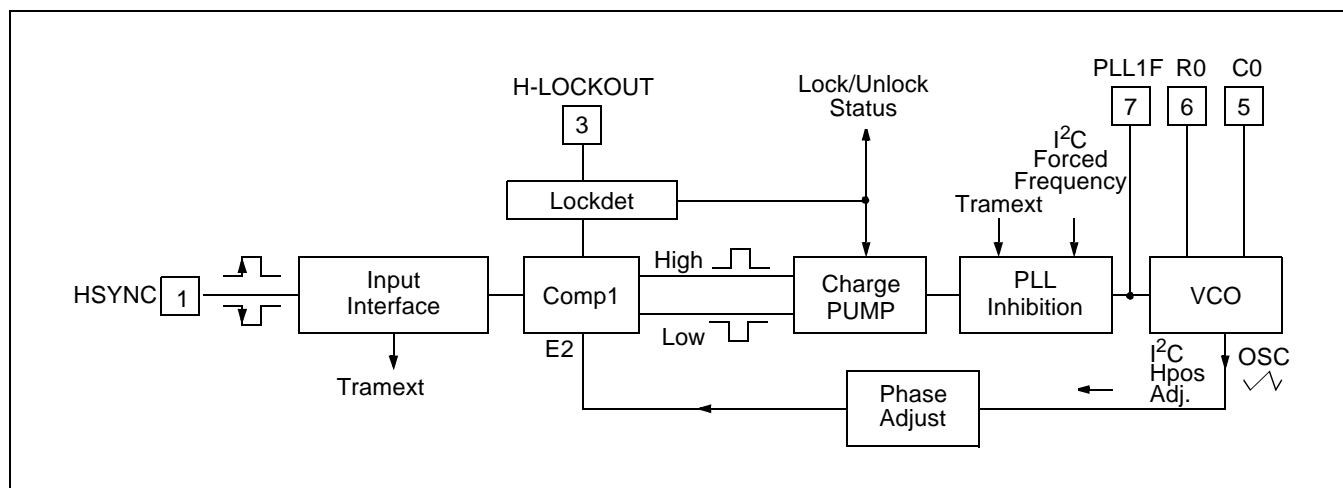 PLL1F R0 C0
7 6 5
H-LOCKOUT
3
Lock/Unlock
Status
I²C
Forced
Frequency
Tramext
Lockdet
HSYNC 1
Input
Interface
Tramext
Comp1
E2
High
Low
Charge
PUMP
PLL
Inhibition
VCO
I²C
Hpos
Adj.
OSC
Phase
Adjust